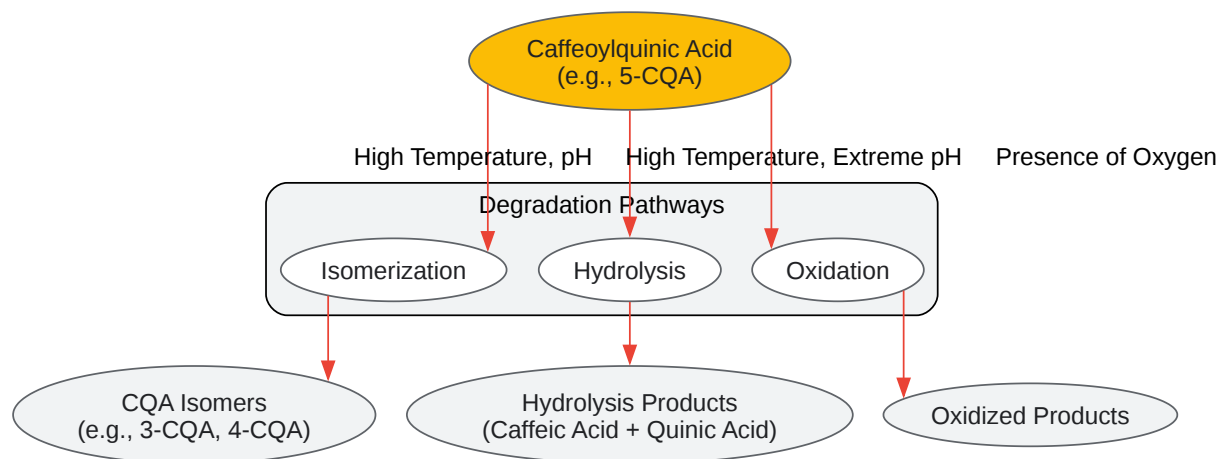 Caffeoylquinic Acid
(e.g., 5-CQA)
High Temperature, pH
High Temperature, Extreme pH
Presence of Oxygen
Degradation Pathways
Isomerization
Hydrolysis
Oxidation
CQA Isomers
(e.g., 3-CQA, 4-CQA)
Hydrolysis Products
(Caffeic Acid + Quinic Acid)
Oxidized Products